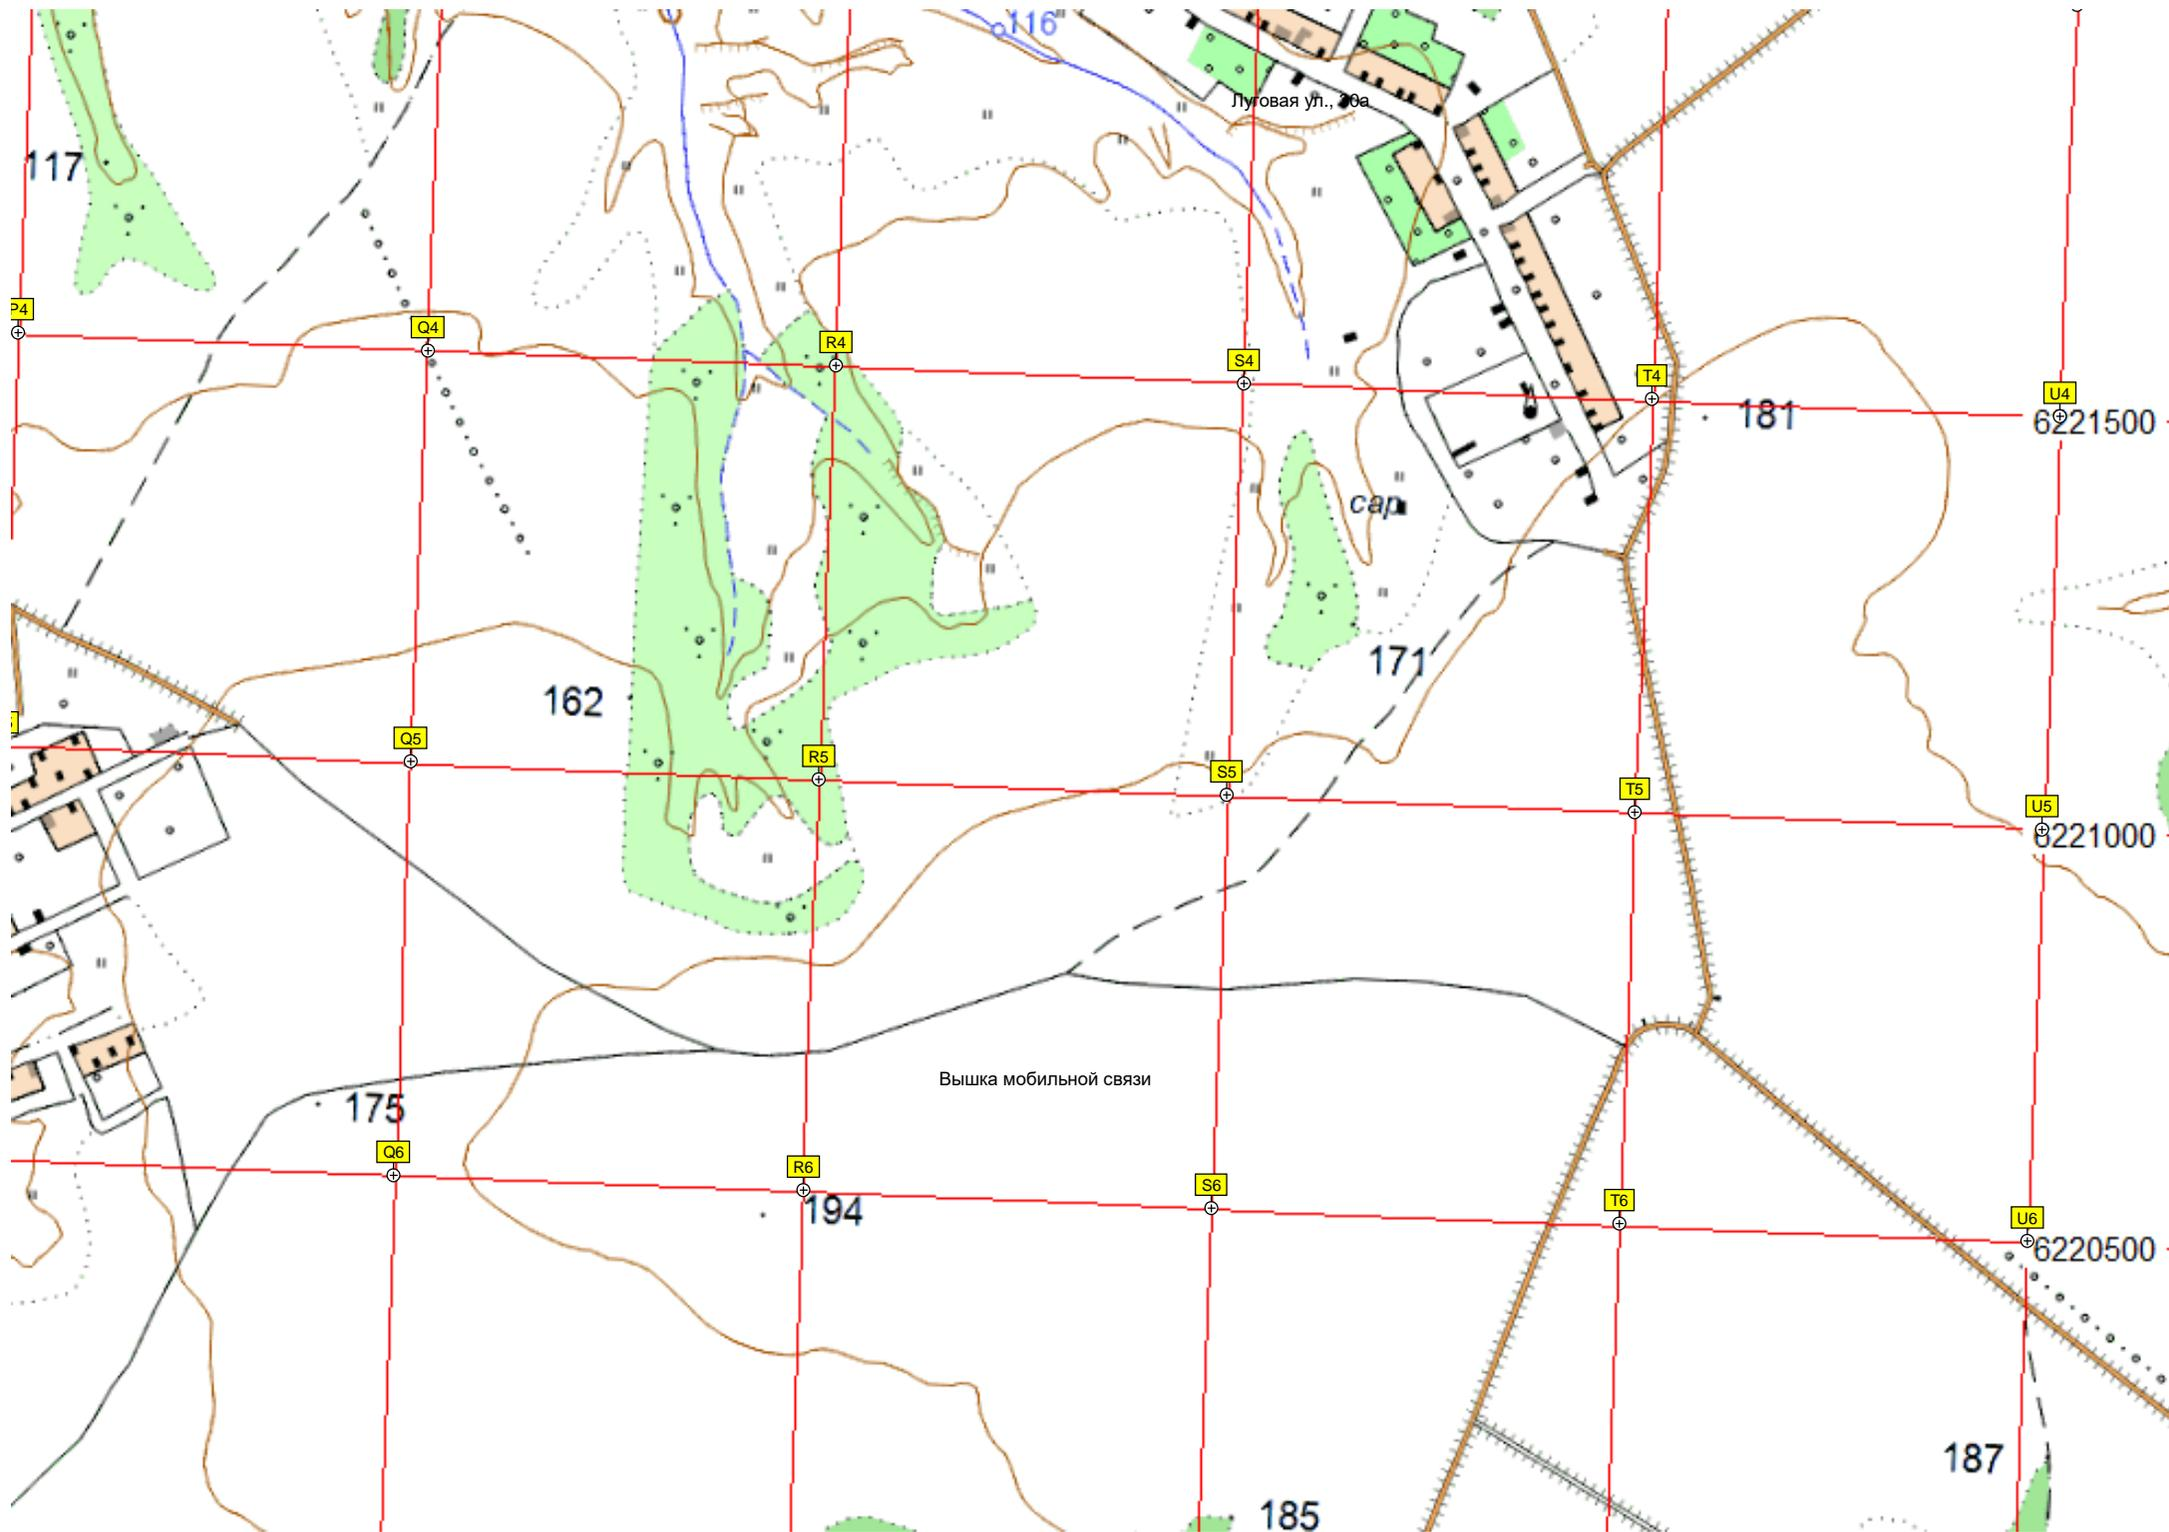 116
Луговая ул., 30а
117
P4
Q4
R4
S4
T4
U4
181
6221500
сар.
171
162
Q5
R5
S5
T5
U5
6221000
Вышка мобильной связи
175
Q6
R6
S6
T6
U6
194
6220500
187
185